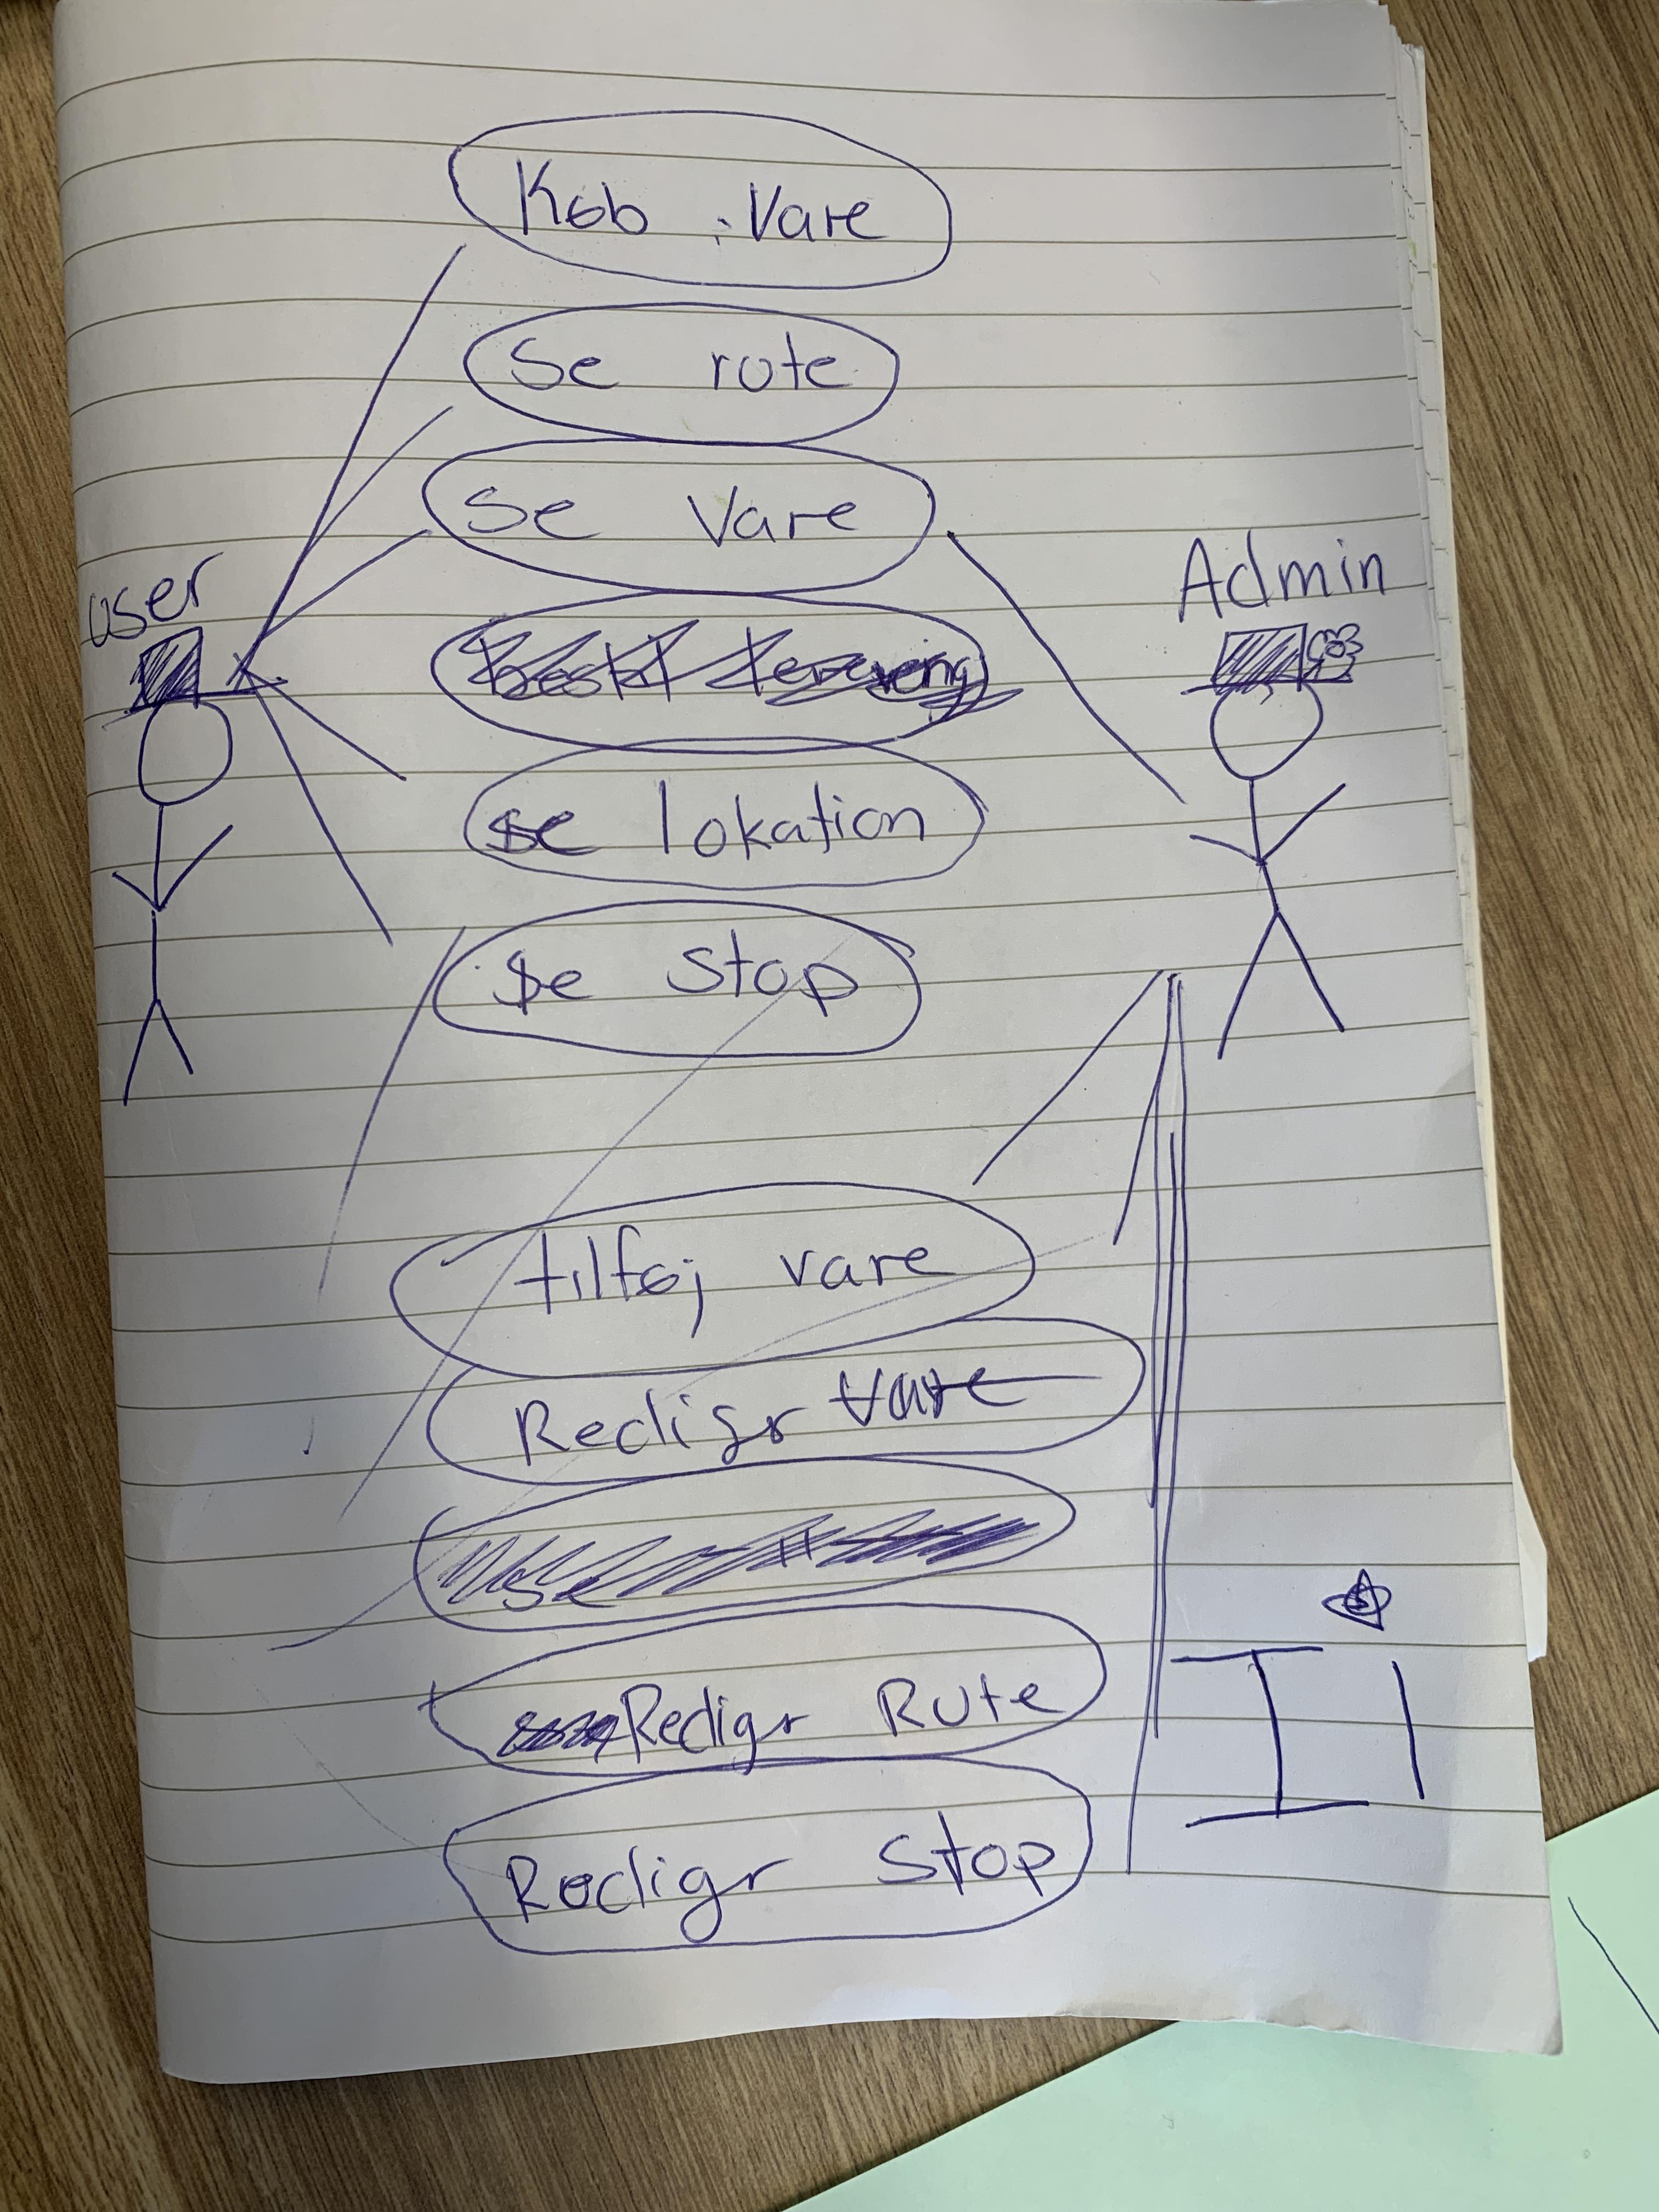 Køb Vare
Se rute
Se Vare
user
Admin
bestil levering
se lokation
Se Stop
tilføj vare
Redigr Vare
Redigr Rute
Redigr Stop